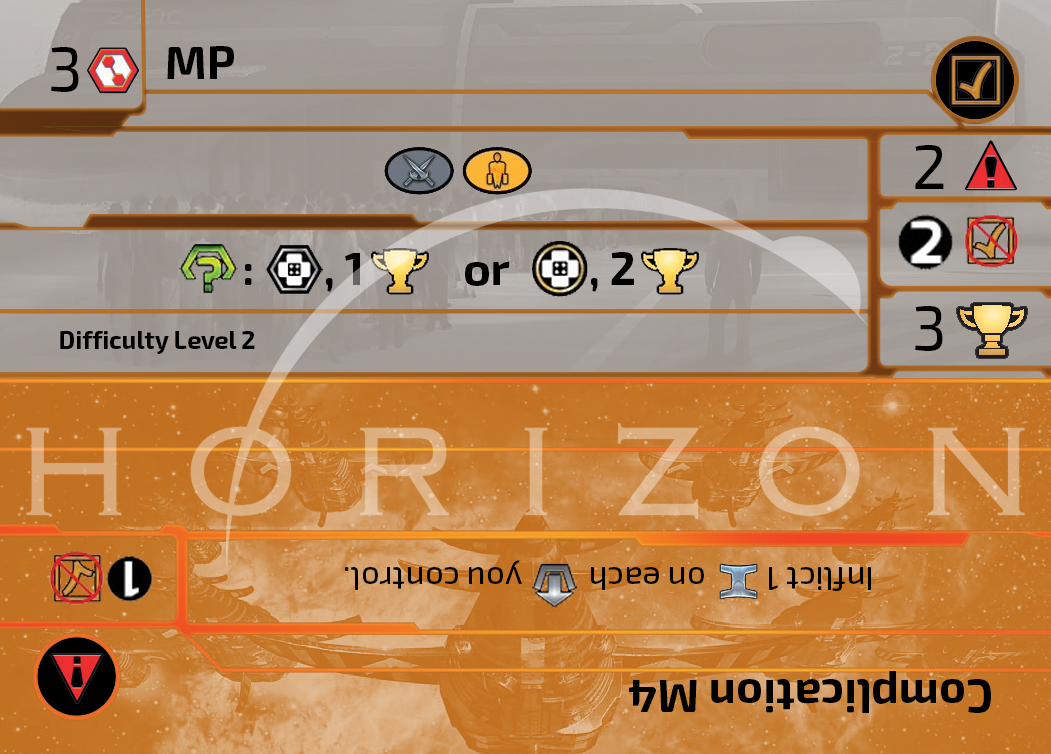 3 MP
2
2
: , 1 or , 2
3
Difficulty Level 2
HORIZON
Complication M4
1
Inflict 1 on each you control.